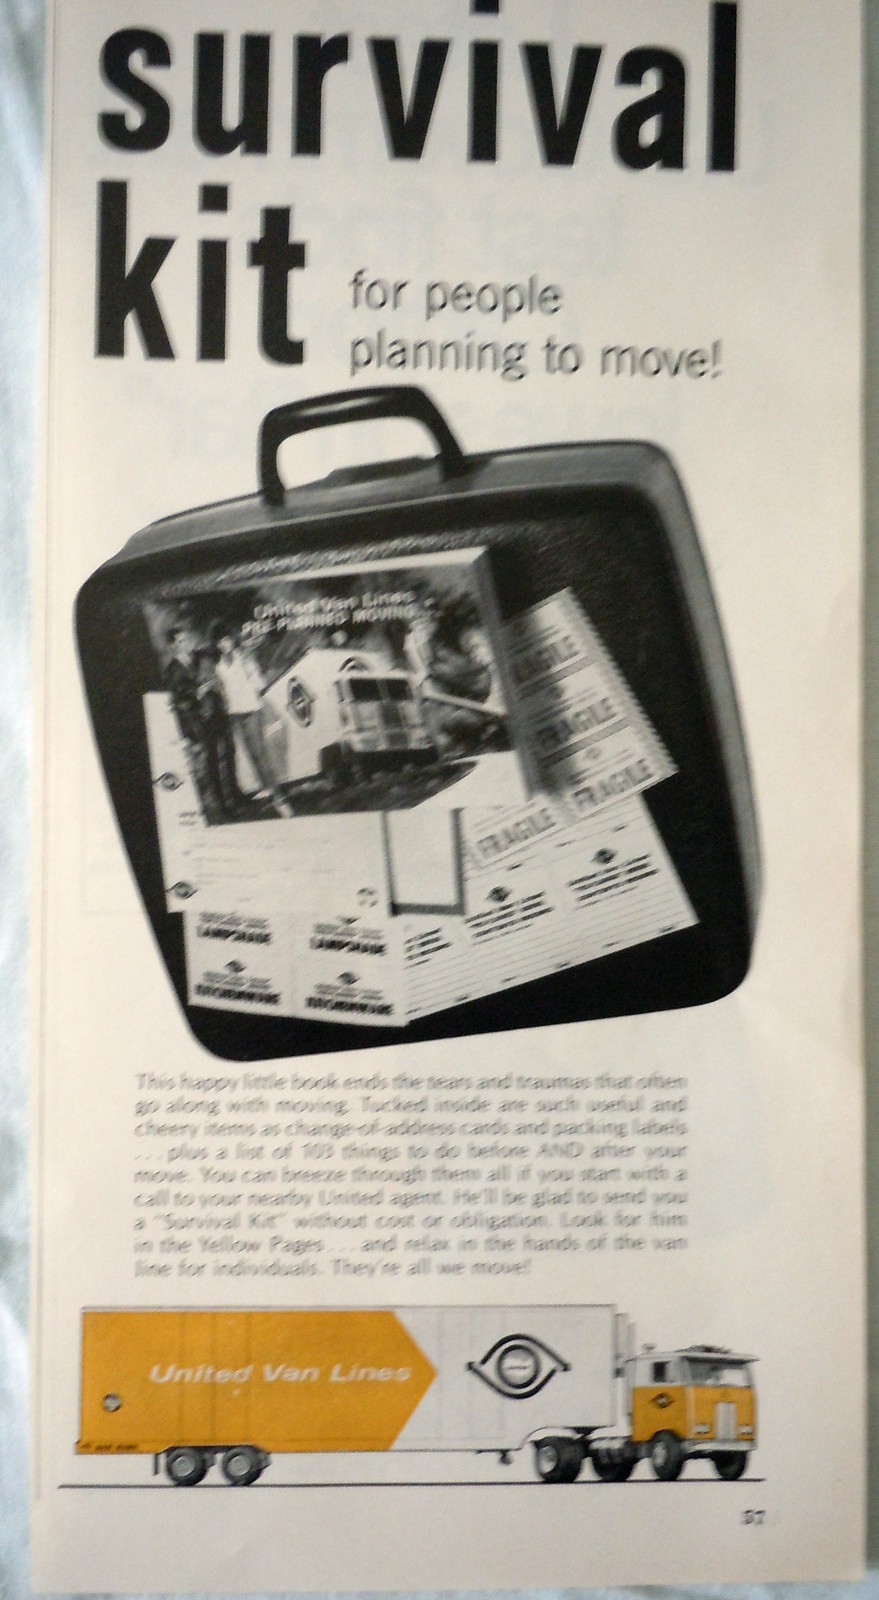 survival
kit
for people
planning to move!
United Van Lines
PRE-PLANNED MOVING
FRAGILE
FRAGILE
FRAGILE
FRAGILE
LAMPSHADE
LAMPSHADE
This happy little book ends the tears and traumas that often
go along with moving. Tucked inside are such useful and
cheery items as change-of-address cards and packing labels
...plus a list of 103 things to do before AND after your
move. You can breeze through them all if you start with a
call to your nearby United agent. He'll be glad to send you
a "Survival Kit" without cost or obligation. Look for him
in the Yellow Pages...and relax in the hands of the van
line for individuals. They're all we move!
United Van Lines
57